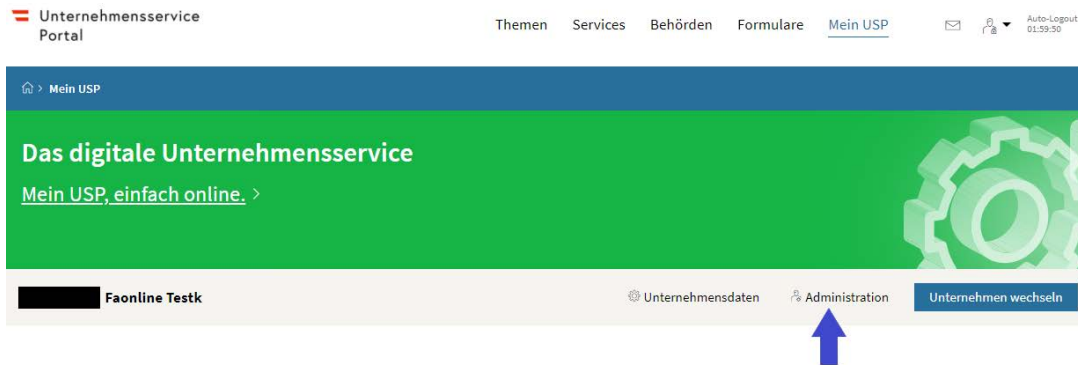 Unternehmensservice
Portal
Themen Services Behörden Formulare Mein USP
Auto-Logout
01:59:50
> Mein USP
Das digitale Unternehmensservice
Mein USP, einfach online. >
Faonline Testk Unternehmensdaten Administration Unternehmen wechseln